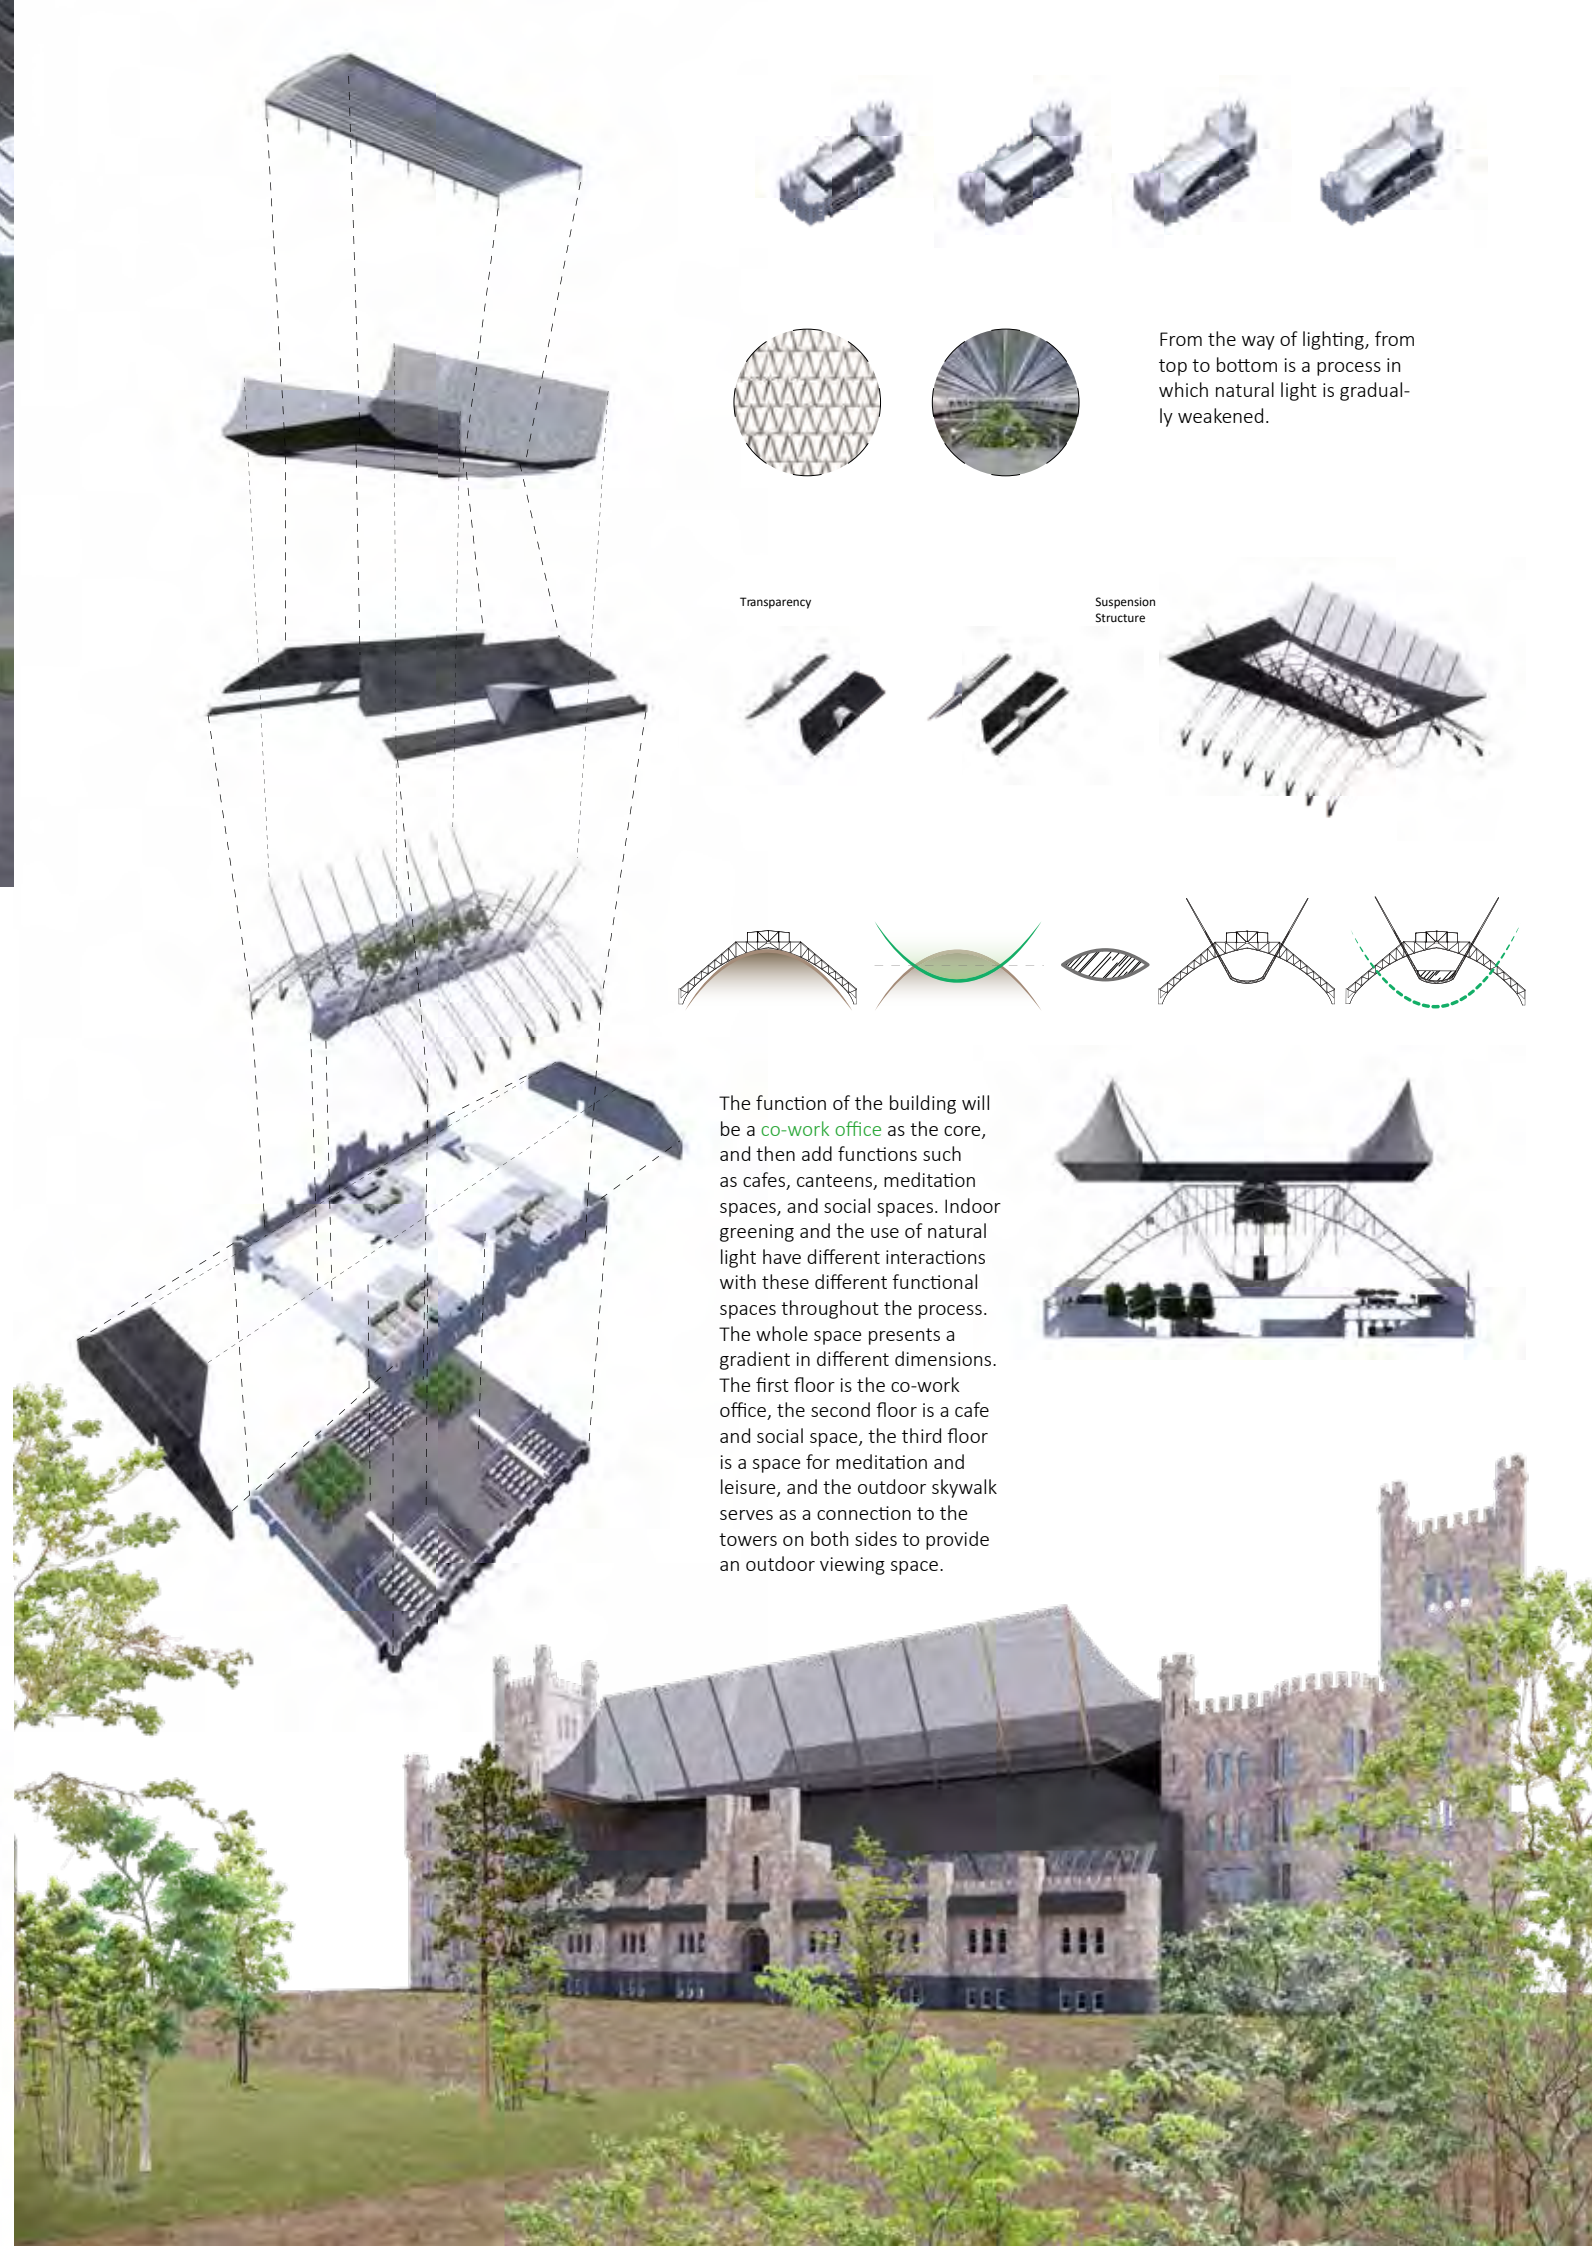 From the way of lighting, from
top to bottom is a process in
which natural light is gradual-
ly weakened.
Transparency
Suspension
Structure
The function of the building will
be a co-work office as the core,
and then add functions such
as cafes, canteens, meditation
spaces, and social spaces. Indoor
greening and the use of natural
light have different interactions
with these different functional
spaces throughout the process.
The whole space presents a
gradient in different dimensions.
The first floor is the co-work
office, the second floor is a cafe
and social space, the third floor
is a space for meditation and
leisure, and the outdoor skywalk
serves as a connection to the
towers on both sides to provide
an outdoor viewing space.